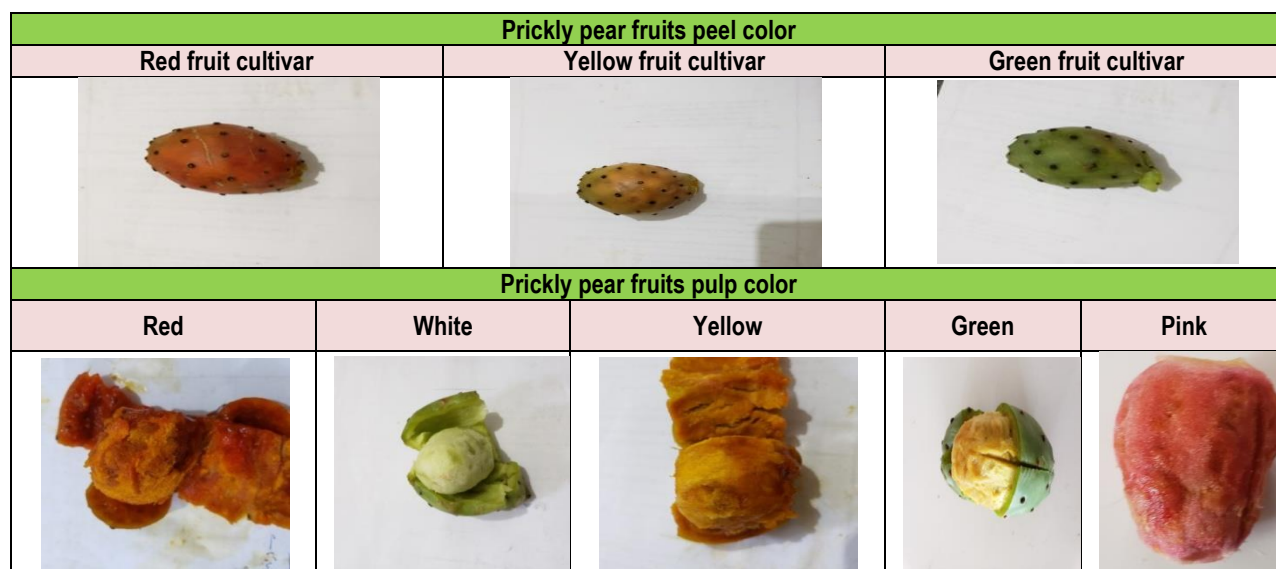 Prickly pear fruits peel color
Red fruit cultivar
Yellow fruit cultivar
Green fruit cultivar
Prickly pear fruits pulp color
Red
White
Yellow
Green
Pink